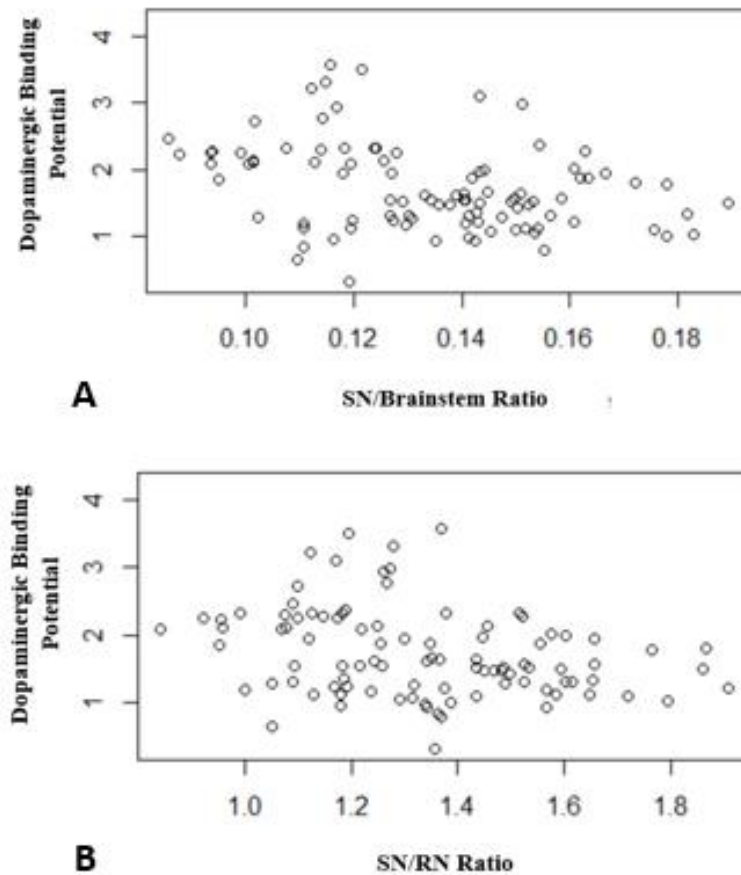 4
3
2
1
Dopaminergic Binding
Potential
0.10 0.12 0.14 0.16 0.18
A
SN/Brainstem Ratio
4
3
2
1
Dopaminergic Binding
Potential
1.0 1.2 1.4 1.6 1.8
B
SN/RN Ratio